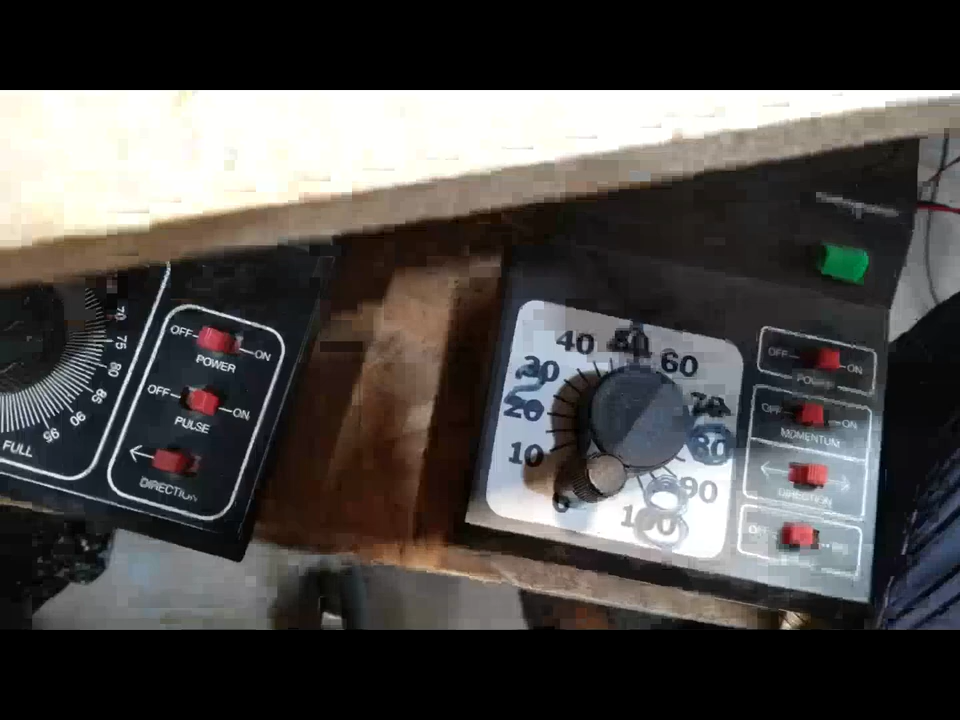 70
75
80
85
90
95
FULL
OFF ON
POWER
OFF ON
PULSE
DIRECTION
0
10
20
30
40
50
60
70
80
90
100
OFF ON
POWER
OFF ON
MOMENTUM
DIRECTION